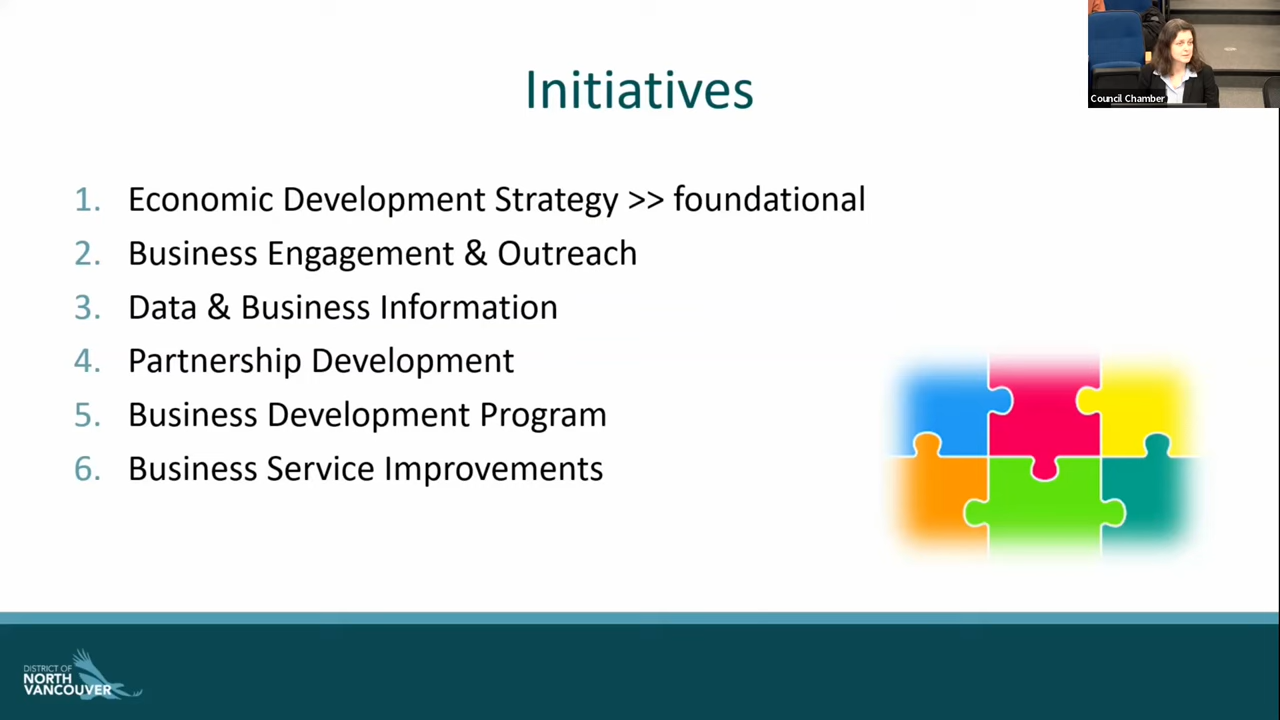 Initiatives
Council Chamber
1. Economic Development Strategy >> foundational
2. Business Engagement & Outreach
3. Data & Business Information
4. Partnership Development
5. Business Development Program
6. Business Service Improvements
DISTRICT OF
NORTH
VANCOUVER